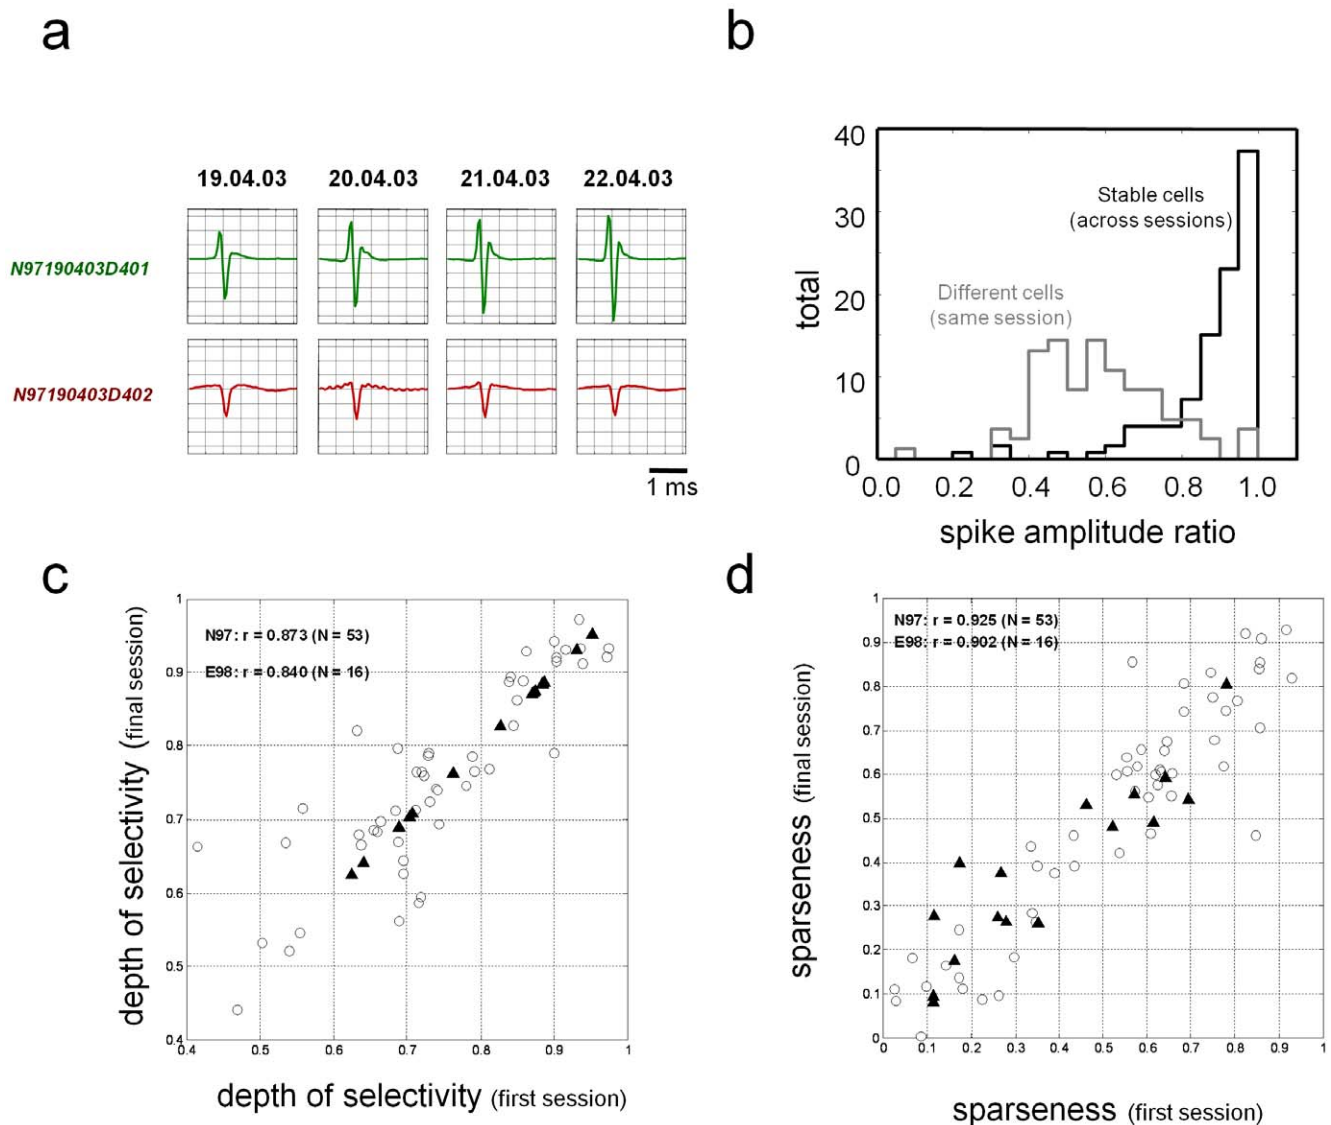 a
19.04.03 20.04.03 21.04.03 22.04.03
N97190403D401
N97190403D402
1 ms
b
40
30
20
10
0
total
Stable cells
(across sessions)
Different cells
(same session)
0.0 0.2 0.4 0.6 0.8 1.0
spike amplitude ratio
c
1
0.9
0.8
0.7
0.6
0.5
0.4
depth of selectivity (final session)
N97: r = 0.873 (N = 53)
E98: r = 0.840 (N = 16)
0.4 0.5 0.6 0.7 0.8 0.9 1
depth of selectivity (first session)
d
1
0.9
0.8
0.7
0.6
0.5
0.4
0.3
0.2
0.1
0
sparseness (final session)
N97: r = 0.925 (N = 53)
E98: r = 0.902 (N = 16)
0 0.1 0.2 0.3 0.4 0.5 0.6 0.7 0.8 0.9 1
sparseness (first session)